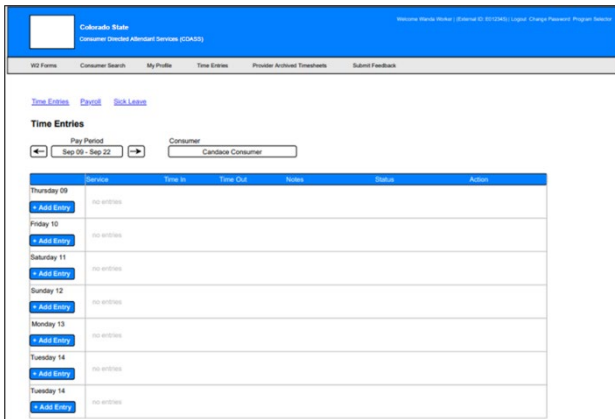 Welcome Wanda Worker | (External ID: E012345) | Logout Change Password Program Selector
Colorado State
Consumer Directed Attendant Services (CDASS)
W2 Forms Consumer Search My Profile Time Entries Provider Archived Timesheets Submit Feedback
Time Entries Payroll Sick Leave
Time Entries
Pay Period Consumer
Sep 09 - Sep 22 Candace Consumer
Service Time In Time Out Notes Status Action
Thursday 09
+ Add Entry no entries
Friday 10
+ Add Entry no entries
Saturday 11
+ Add Entry no entries
Sunday 12
+ Add Entry no entries
Monday 13
+ Add Entry no entries
Tuesday 14
+ Add Entry no entries
Tuesday 14
+ Add Entry no entries